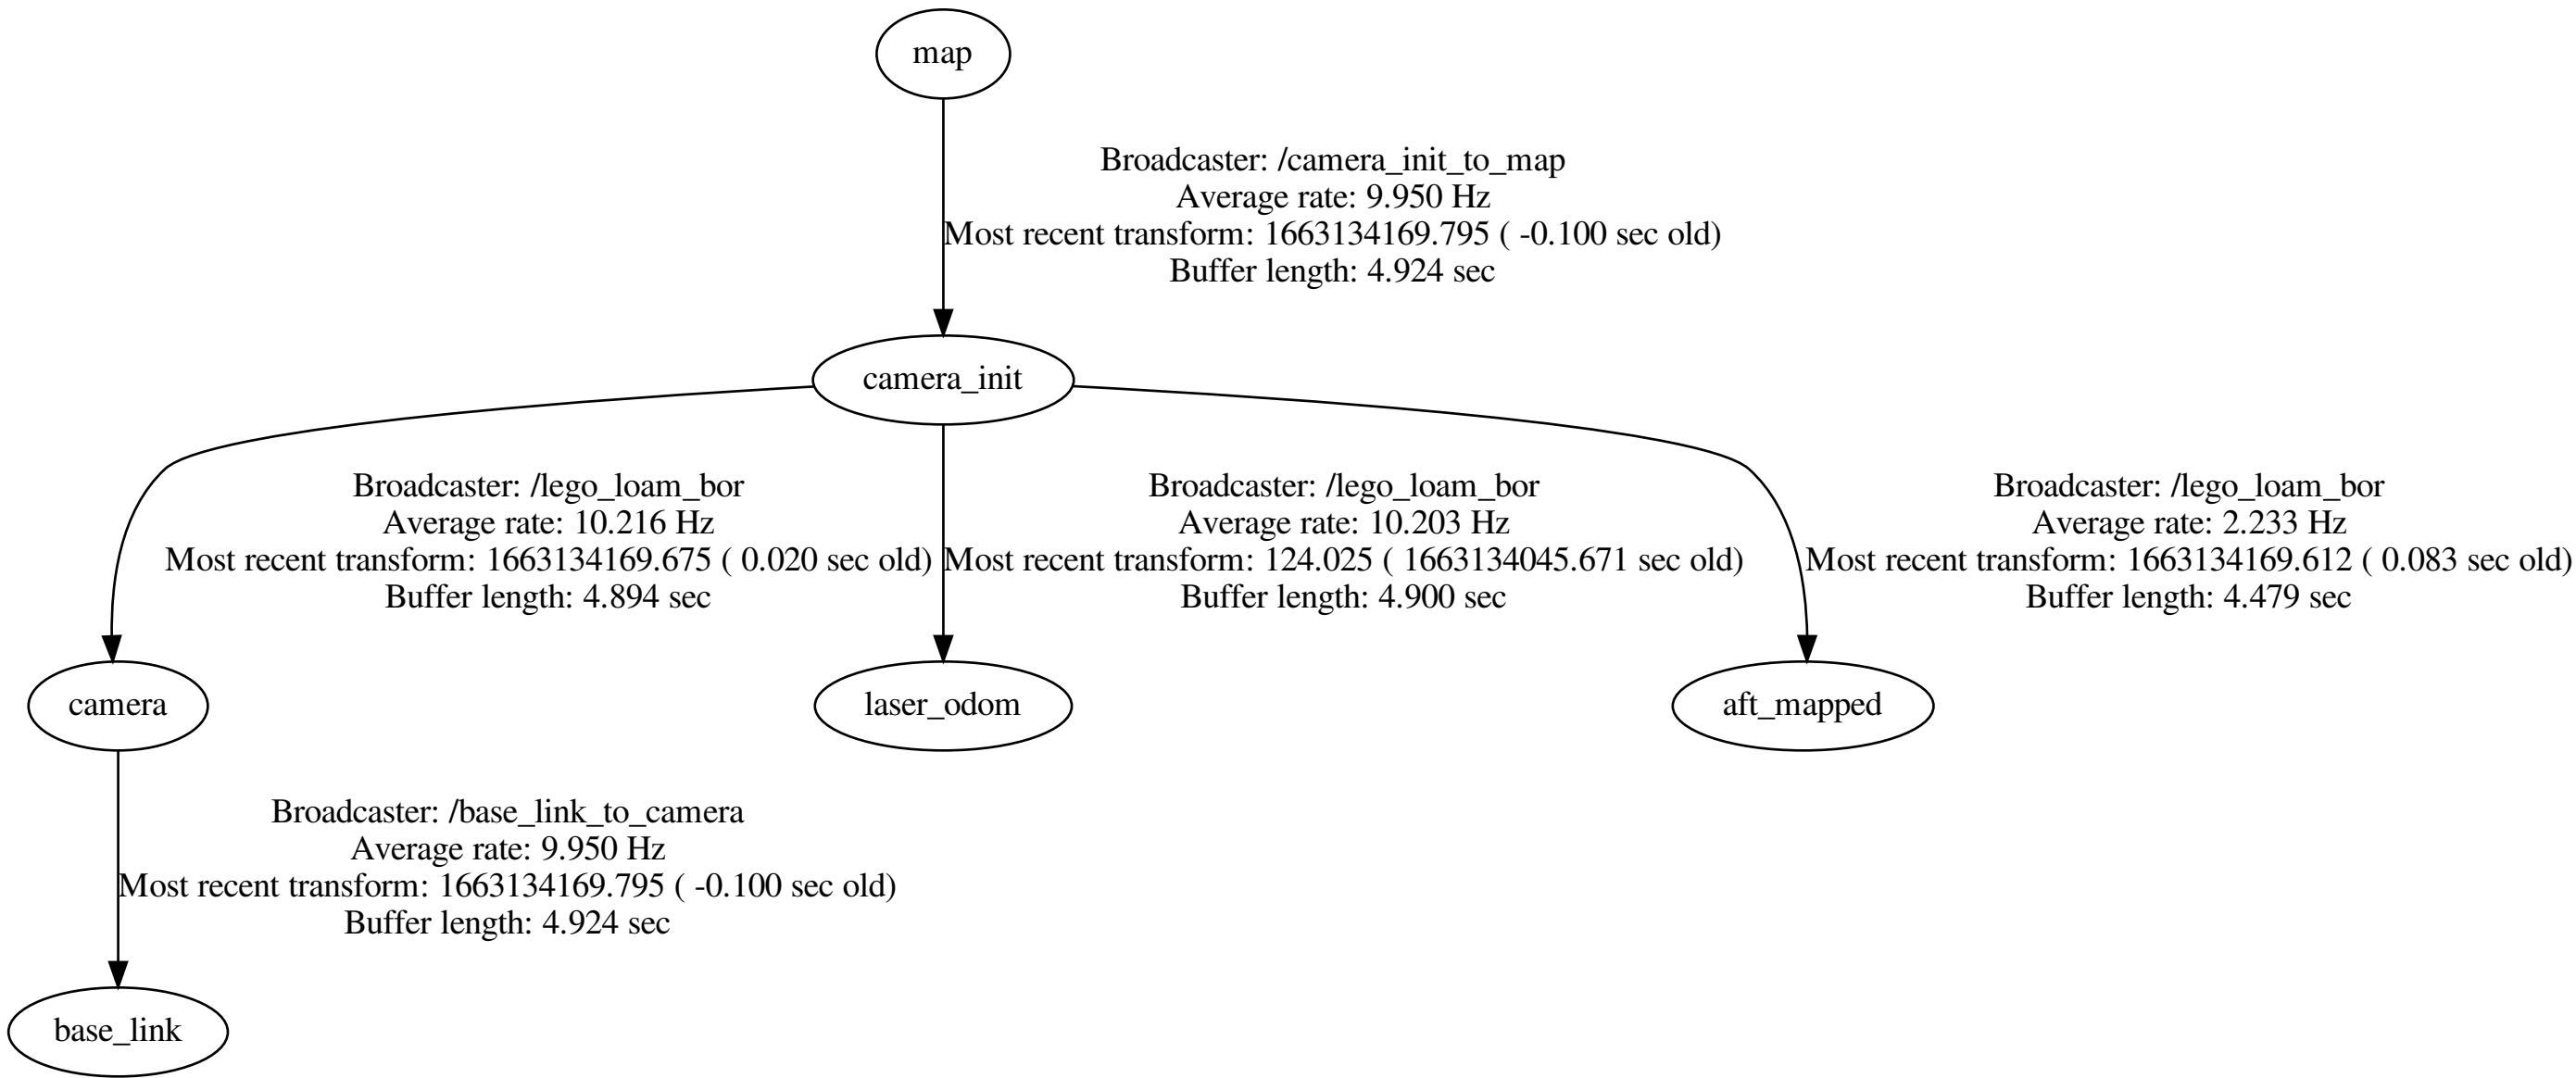 map
Broadcaster: /camera_init_to_map
Average rate: 9.950 Hz
Most recent transform: 1663134169.795 ( -0.100 sec old)
Buffer length: 4.924 sec
camera_init
Broadcaster: /lego_loam_bor
Average rate: 10.216 Hz
Most recent transform: 1663134169.675 ( 0.020 sec old)
Buffer length: 4.894 sec
Broadcaster: /lego_loam_bor
Average rate: 10.203 Hz
Most recent transform: 124.025 ( 1663134045.671 sec old)
Buffer length: 4.900 sec
Broadcaster: /lego_loam_bor
Average rate: 2.233 Hz
Most recent transform: 1663134169.612 ( 0.083 sec old)
Buffer length: 4.479 sec
camera
laser_odom
aft_mapped
Broadcaster: /base_link_to_camera
Average rate: 9.950 Hz
Most recent transform: 1663134169.795 ( -0.100 sec old)
Buffer length: 4.924 sec
base_link